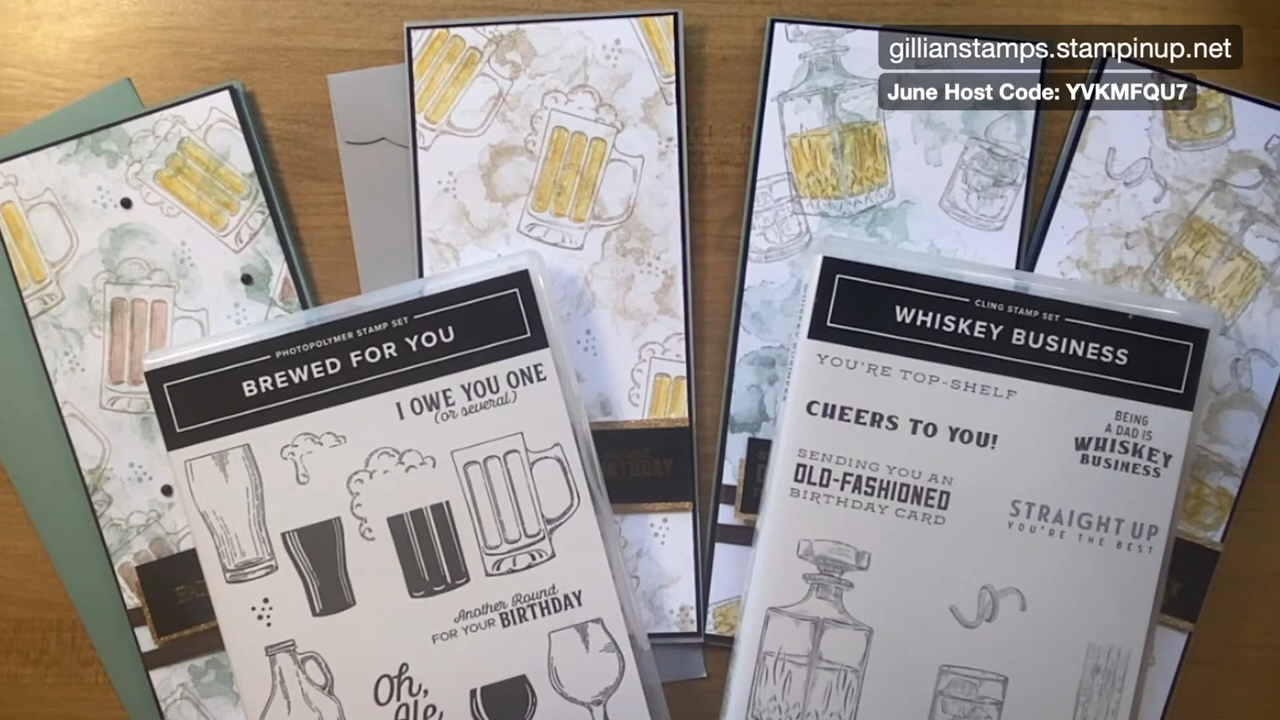 gillianstamps.stampinup.net
June Host Code: YVKMFQU7
PHOTOPOLYMER STAMP SET
BREWED FOR YOU
I OWE YOU ONE
(or several)
Another Round
FOR YOUR BIRTHDAY
Oh,
Ale
CLING STAMP SET
WHISKEY BUSINESS
YOU'RE TOP-SHELF
CHEERS TO YOU!
BEING
A DAD IS
WHISKEY
BUSINESS
SENDING YOU AN
OLD-FASHIONED
BIRTHDAY CARD
STRAIGHT UP
YOU'RE THE BEST
BIRTHDAY